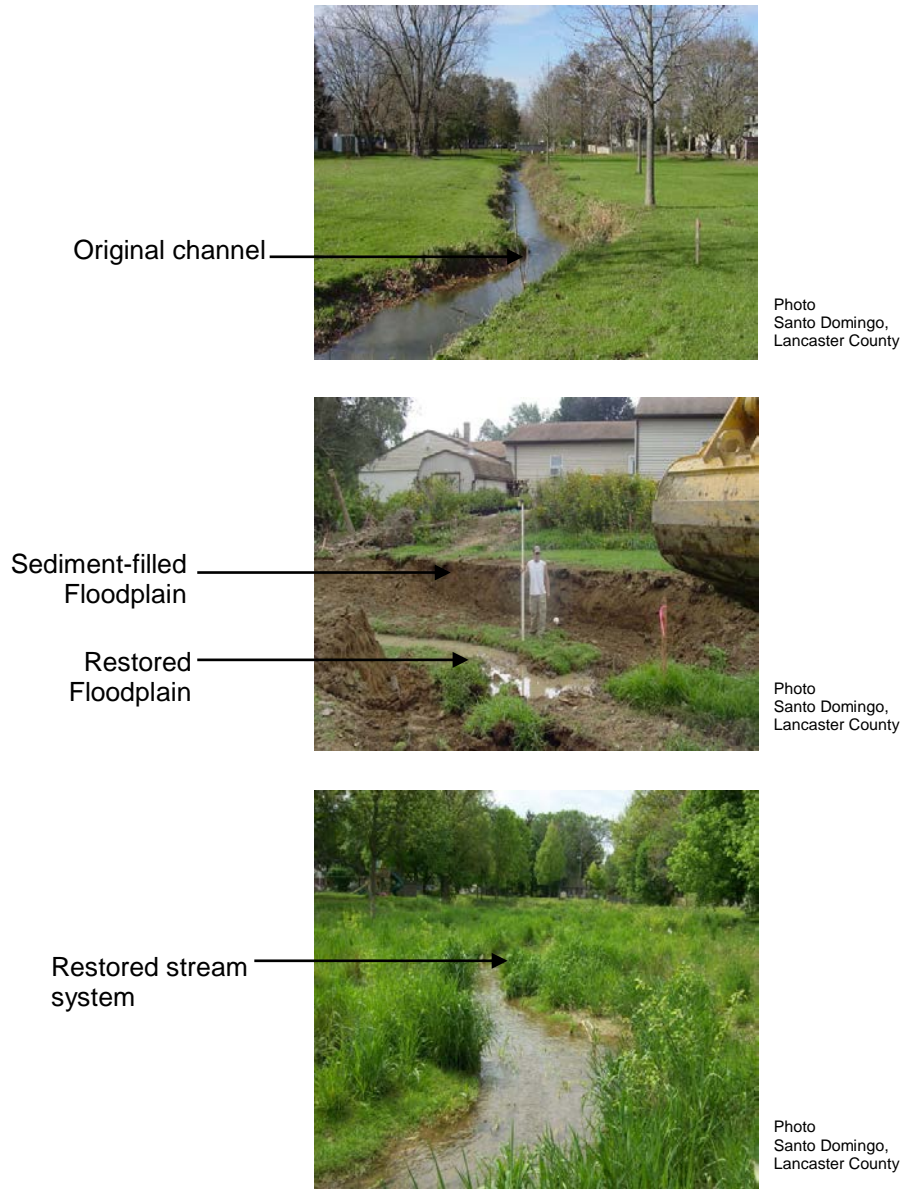 Original channel
Photo
Santo Domingo,
Lancaster County
Sediment-filled
Floodplain
Restored
Floodplain
Photo
Santo Domingo,
Lancaster County
Restored stream
system
Photo
Santo Domingo,
Lancaster County